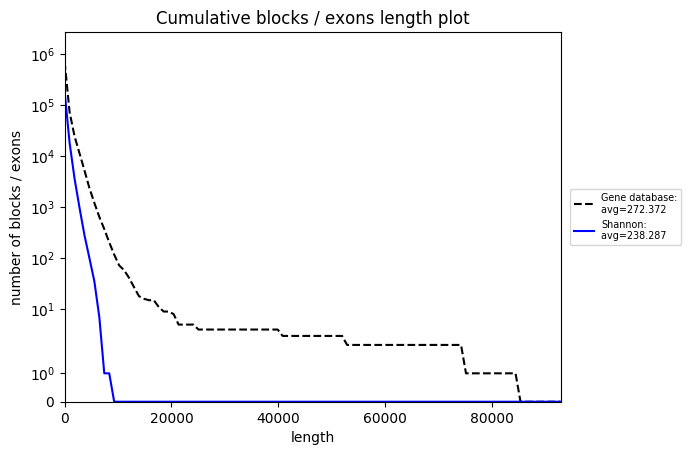 Cumulative blocks / exons length plot
number of blocks / exons
10^6
10^5
10^4
10^3
10^2
10^1
10^0
0
0 20000 40000 60000 80000
length
Gene database:
avg=272.372
Shannon:
avg=238.287